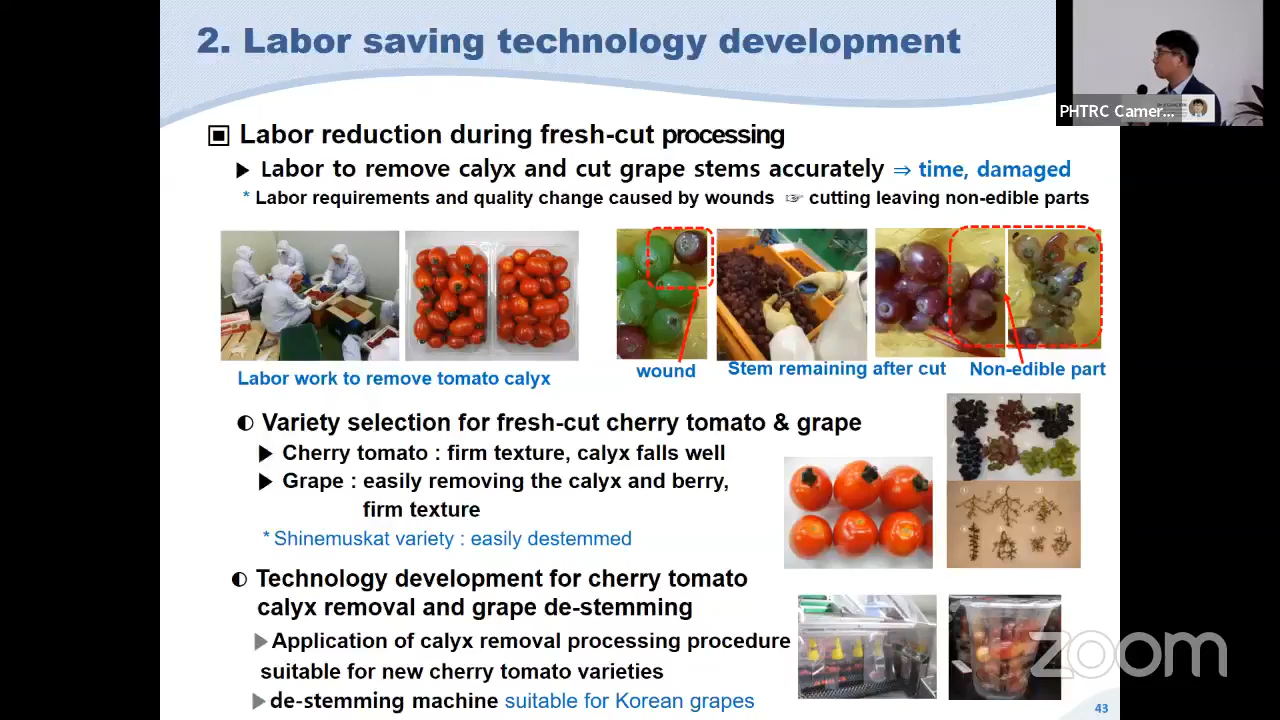 2. Labor saving technology development
PHTRC Camer...
▣ Labor reduction during fresh-cut processing
▶ Labor to remove calyx and cut grape stems accurately ⇒ time, damaged
* Labor requirements and quality change caused by wounds ☞ cutting leaving non-edible parts
Labor work to remove tomato calyx
wound
Stem remaining after cut
Non-edible part
◐ Variety selection for fresh-cut cherry tomato & grape
▶ Cherry tomato : firm texture, calyx falls well
▶ Grape : easily removing the calyx and berry,
firm texture
* Shinemuskat variety : easily destemmed
◐ Technology development for cherry tomato
calyx removal and grape de-stemming
▶Application of calyx removal processing procedure
suitable for new cherry tomato varieties
▶de-stemming machine suitable for Korean grapes
zoom
43